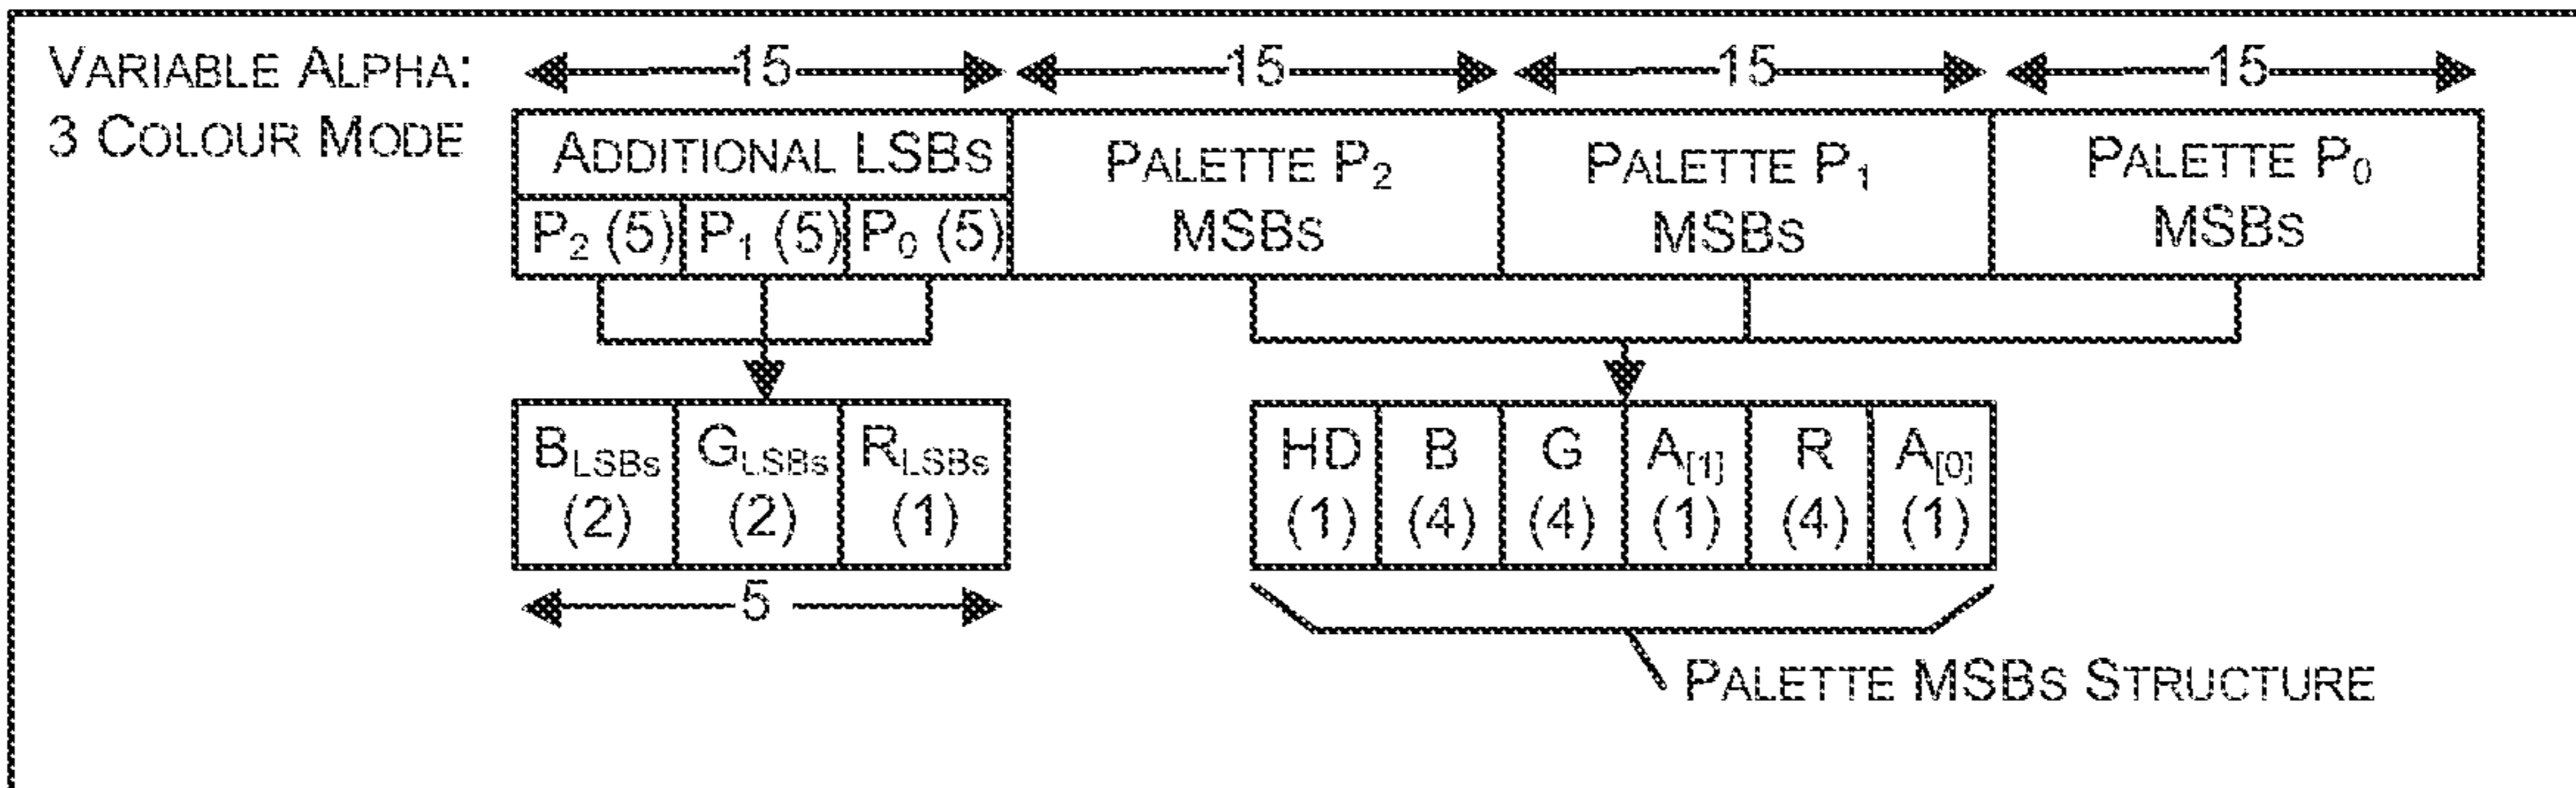 VARIABLE ALPHA:
3 COLOUR MODE
15 15 15 15
ADDITIONAL LSBs
P2 (5) P1 (5) P0 (5)
PALETTE P2
MSBs
PALETTE P1
MSBs
PALETTE P0
MSBs
BLSBs
(2)
GLSBs
(2)
RLSBs
(1)
5
HD
(1)
B
(4)
G
(4)
A[1]
(1)
R
(4)
A[0]
(1)
PALETTE MSBs STRUCTURE